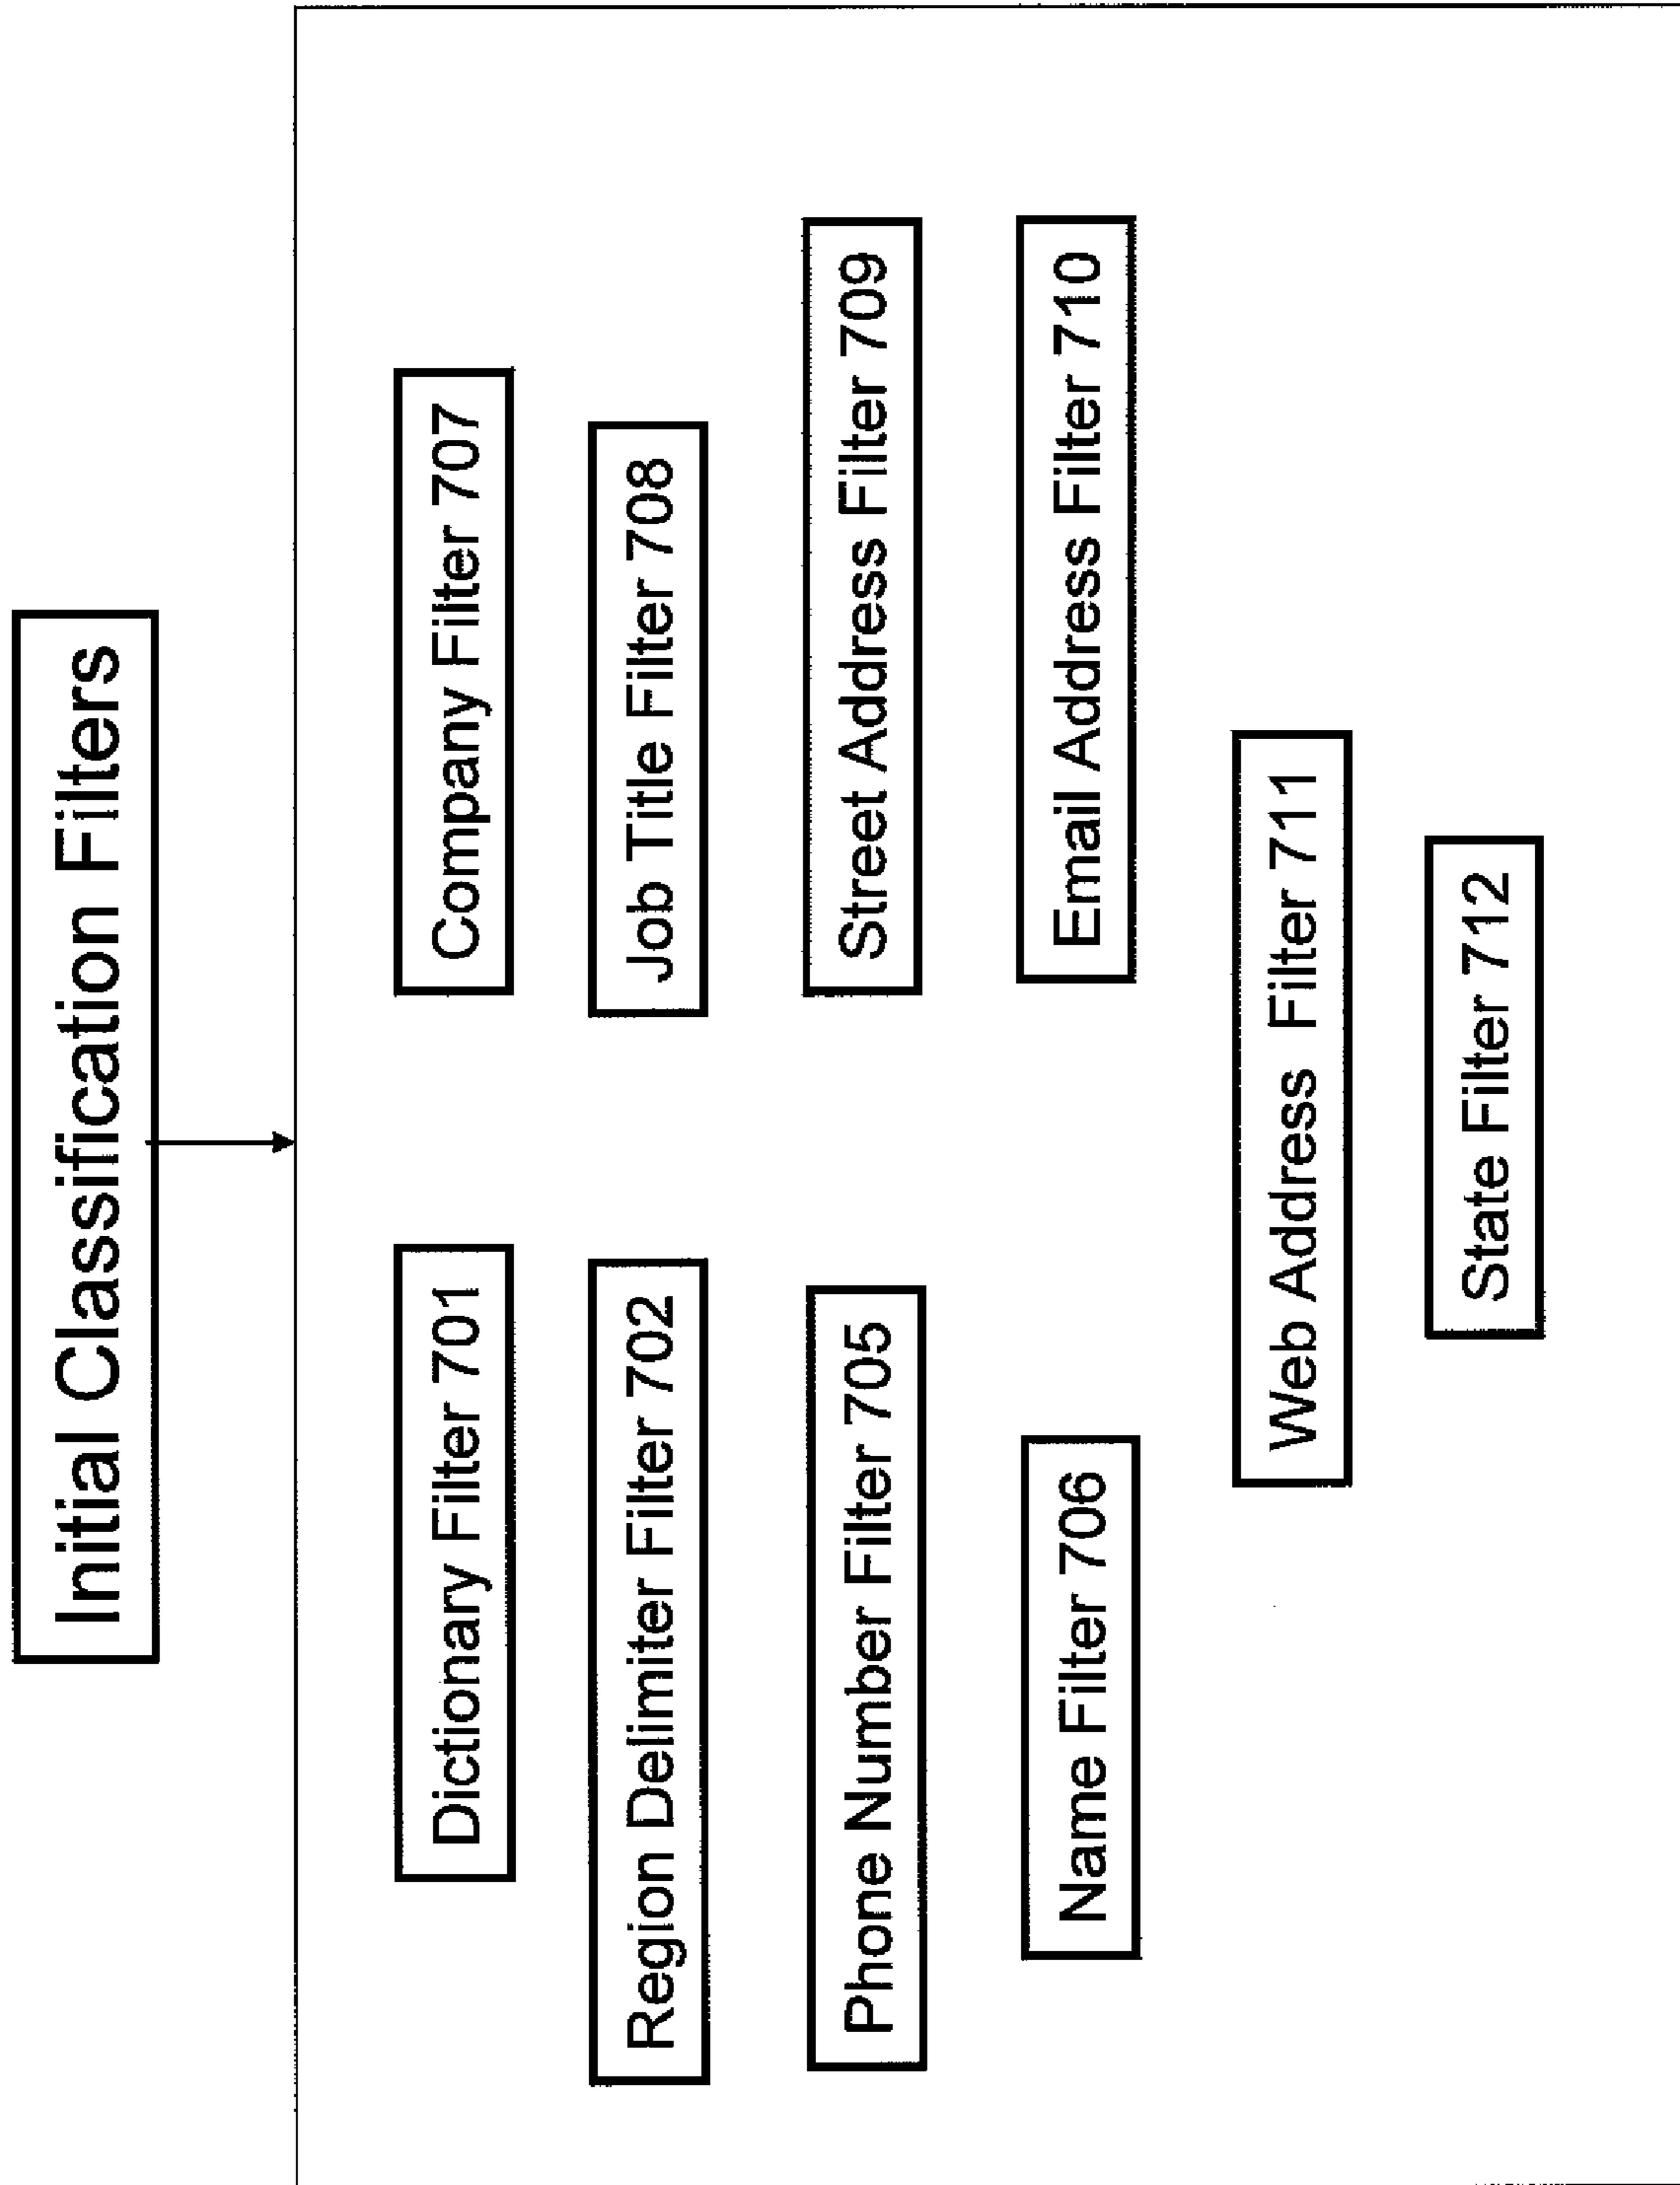 Initial Classification Filters
Dictionary Filter 701
Company Filter 707
Region Delimiter Filter 702
Job Title Filter 708
Phone Number Filter 705
Street Address Filter 709
Name Filter 706
Email Address Filter 710
Web Address Filter 711
State Filter 712